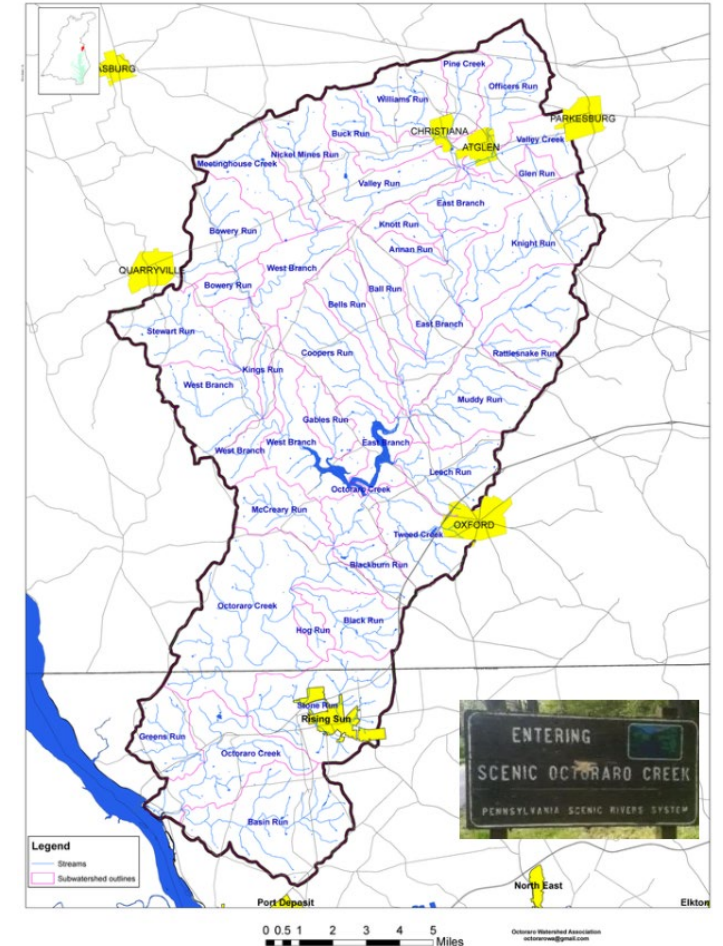 ASBURG
Pine Creek
Officers Run
Williams Run
PARKESBURG
CHRISTIANA
Buck Run
Valley Creek
ATGLEN
Nickel Mines Run
Meetinghouse Creek
Glen Run
Valley Run
East Branch
Knott Run
Bowery Run
Knight Run
Annan Run
West Branch
QUARRYVILLE
Bowery Run
Ball Run
Bells Run
East Branch
Stewart Run
Coopers Run
Rattlesnake Run
Kings Run
West Branch
Muddy Run
Gables Run
West Branch
East Branch
West Branch
Leech Run
Octoraro Creek
McCreary Run
OXFORD
Tweed Creek
Blackburn Run
Octoraro Creek
Black Run
Hog Run
Stone Run
Rising Sun
Greens Run
Octoraro Creek
Basin Run
ENTERING
SCENIC OCTORARO CREEK
PENNSYLVANIA SCENIC RIVERS SYSTEM
Legend
Streams
Subwatershed outlines
North East
Port Deposit
Elkton
0 0.5 1 2 3 4 5
Miles
Octoraro Watershed Association
octorarowa@gmail.com